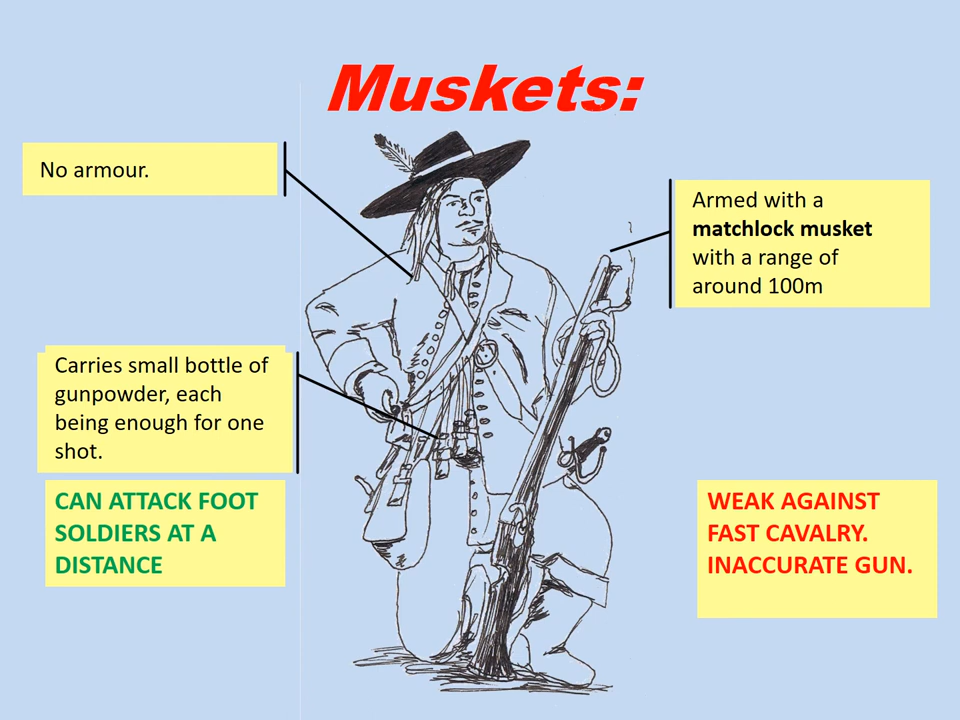 Muskets:
No armour.
Armed with a
matchlock musket
with a range of
around 100m
Carries small bottle of
gunpowder, each
being enough for one
shot.
CAN ATTACK FOOT
SOLDIERS AT A
DISTANCE
WEAK AGAINST
FAST CAVALRY.
INACCURATE GUN.